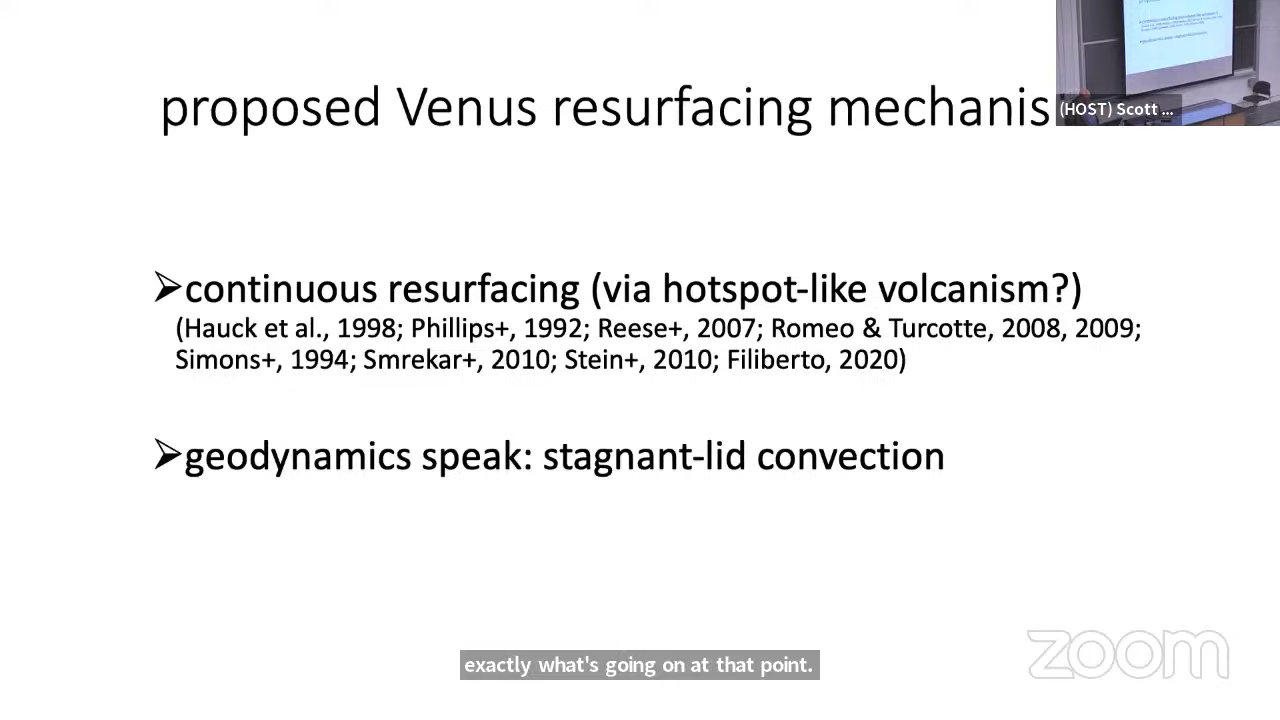 proposed Venus resurfacing mechanis
(HOST) Scott ...
➢continuous resurfacing (via hotspot-like volcanism?)
(Hauck et al., 1998; Phillips+, 1992; Reese+, 2007; Romeo & Turcotte, 2008, 2009;
Simons+, 1994; Smrekar+, 2010; Stein+, 2010; Filiberto, 2020)
➢geodynamics speak: stagnant-lid convection
exactly what's going on at that point.
zoom